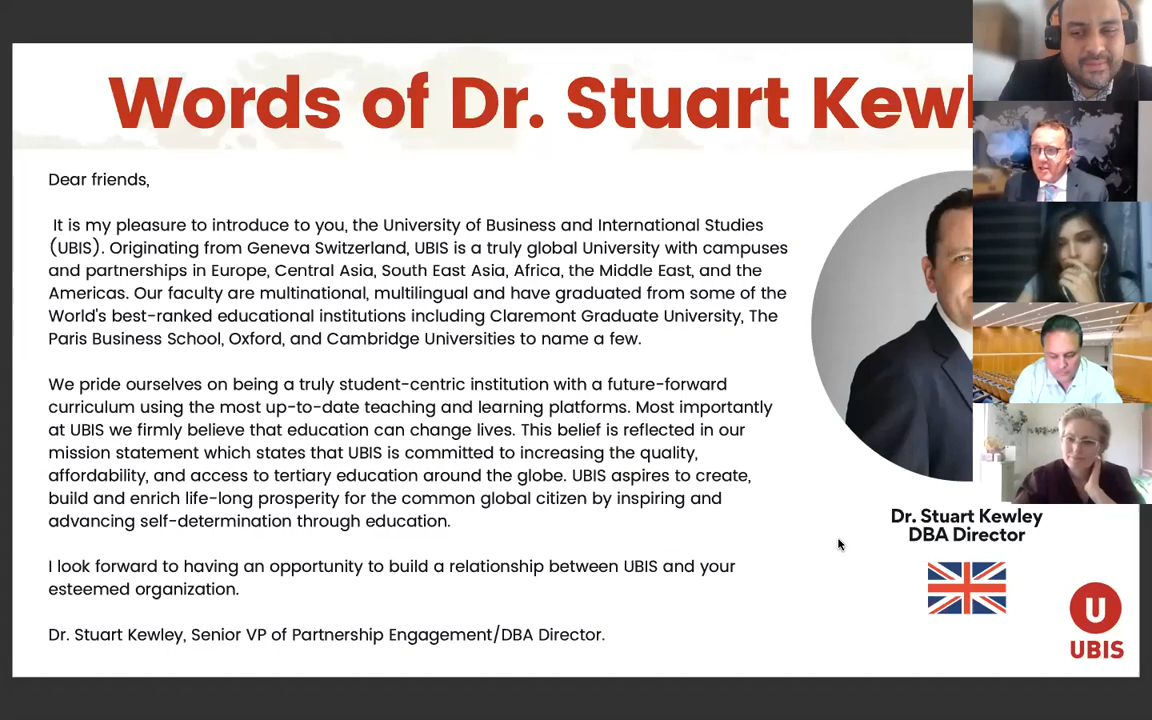 Words of Dr. Stuart Kewl
Dear friends,
It is my pleasure to introduce to you, the University of Business and International Studies
(UBIS). Originating from Geneva Switzerland, UBIS is a truly global University with campuses
and partnerships in Europe, Central Asia, South East Asia, Africa, the Middle East, and the
Americas. Our faculty are multinational, multilingual and have graduated from some of the
World's best-ranked educational institutions including Claremont Graduate University, The
Paris Business School, Oxford, and Cambridge Universities to name a few.
We pride ourselves on being a truly student-centric institution with a future-forward
curriculum using the most up-to-date teaching and learning platforms. Most importantly
at UBIS we firmly believe that education can change lives. This belief is reflected in our
mission statement which states that UBIS is committed to increasing the quality,
affordability, and access to tertiary education around the globe. UBIS aspires to create,
build and enrich life-long prosperity for the common global citizen by inspiring and
advancing self-determination through education.
I look forward to having an opportunity to build a relationship between UBIS and your
esteemed organization.
Dr. Stuart Kewley, Senior VP of Partnership Engagement/DBA Director.
Dr. Stuart Kewley
DBA Director
U
UBIS